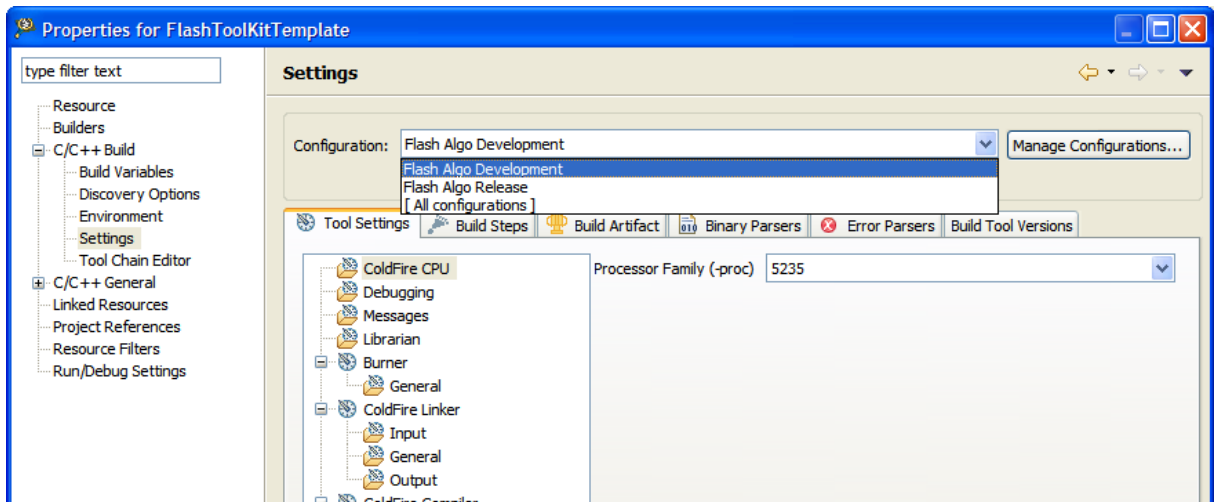 Properties for FlashToolKitTemplate
type filter text
Resource
Builders
C/C++ Build
Build Variables
Discovery Options
Environment
Settings
Tool Chain Editor
C/C++ General
Linked Resources
Project References
Resource Filters
Run/Debug Settings
Settings
Configuration: Flash Algo Development Manage Configurations...
Flash Algo Development
Flash Algo Release
[ All configurations ]
Tool Settings Build Steps Build Artifact 010 Binary Parsers Error Parsers Build Tool Versions
ColdFire CPU
Debugging
Messages
Librarian
Burner
General
ColdFire Linker
Input
General
Output
ColdFire Compiler
Processor Family (-proc) 5235